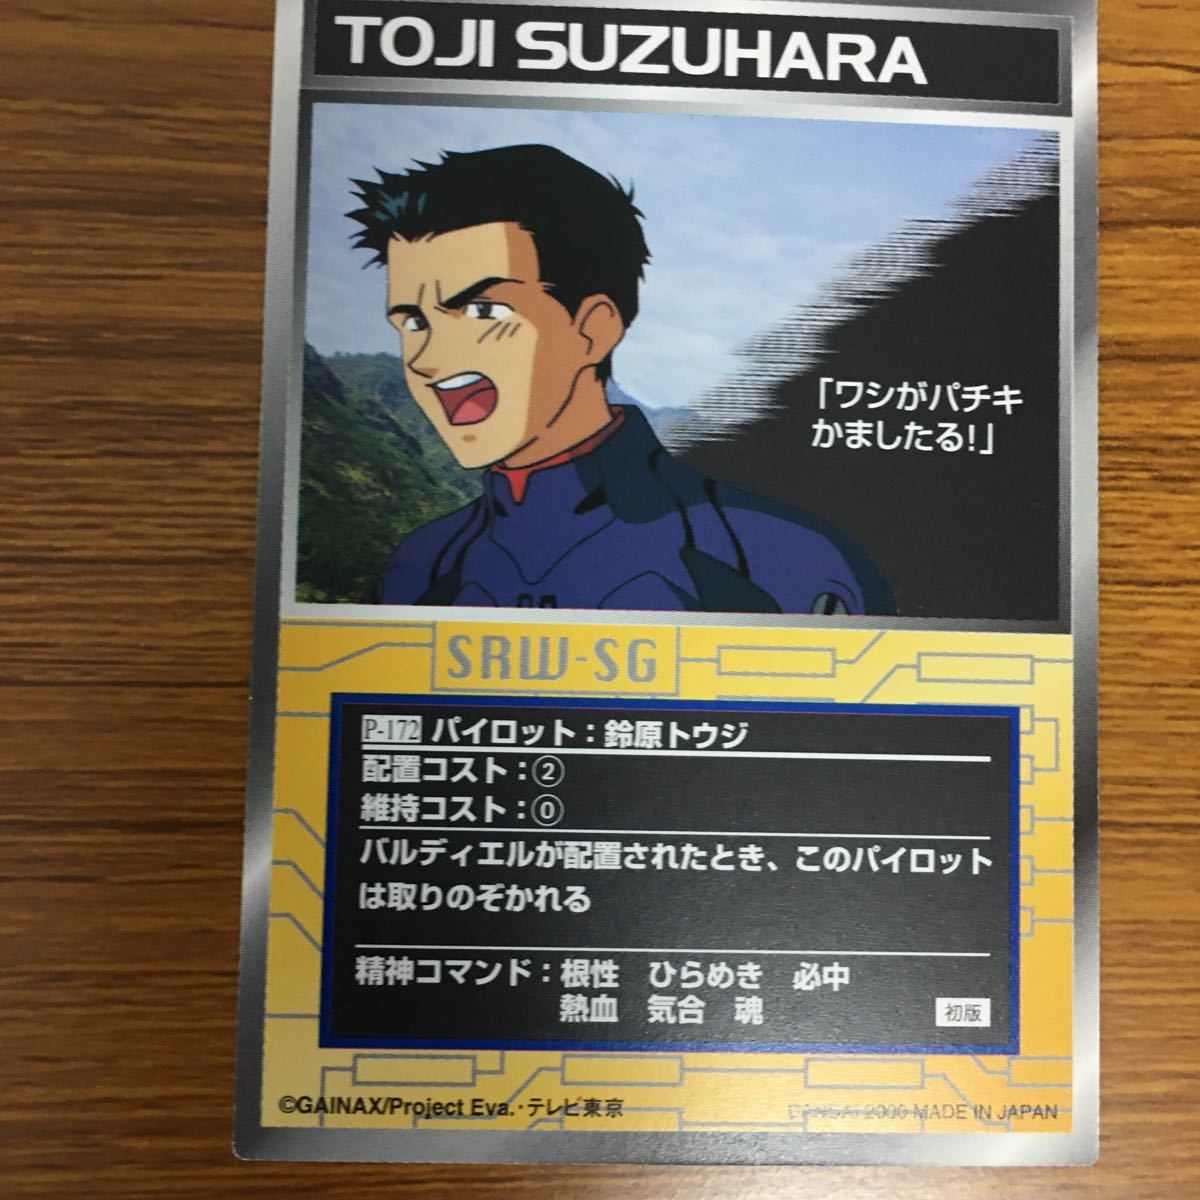 TOJI SUZUHARA
「ワシがパチキ
かましたる!」
SRW-SG
P-172 パイロット:鈴原トウジ
配置コスト:②
維持コスト:⓪
バルディエルが配置されたとき、このパイロット
は取りのぞかれる
精神コマンド:根性 ひらめき 必中
熱血 気合 魂
初版
©GAINAX/Project Eva.・テレビ東京
BANDAI 2000 MADE IN JAPAN